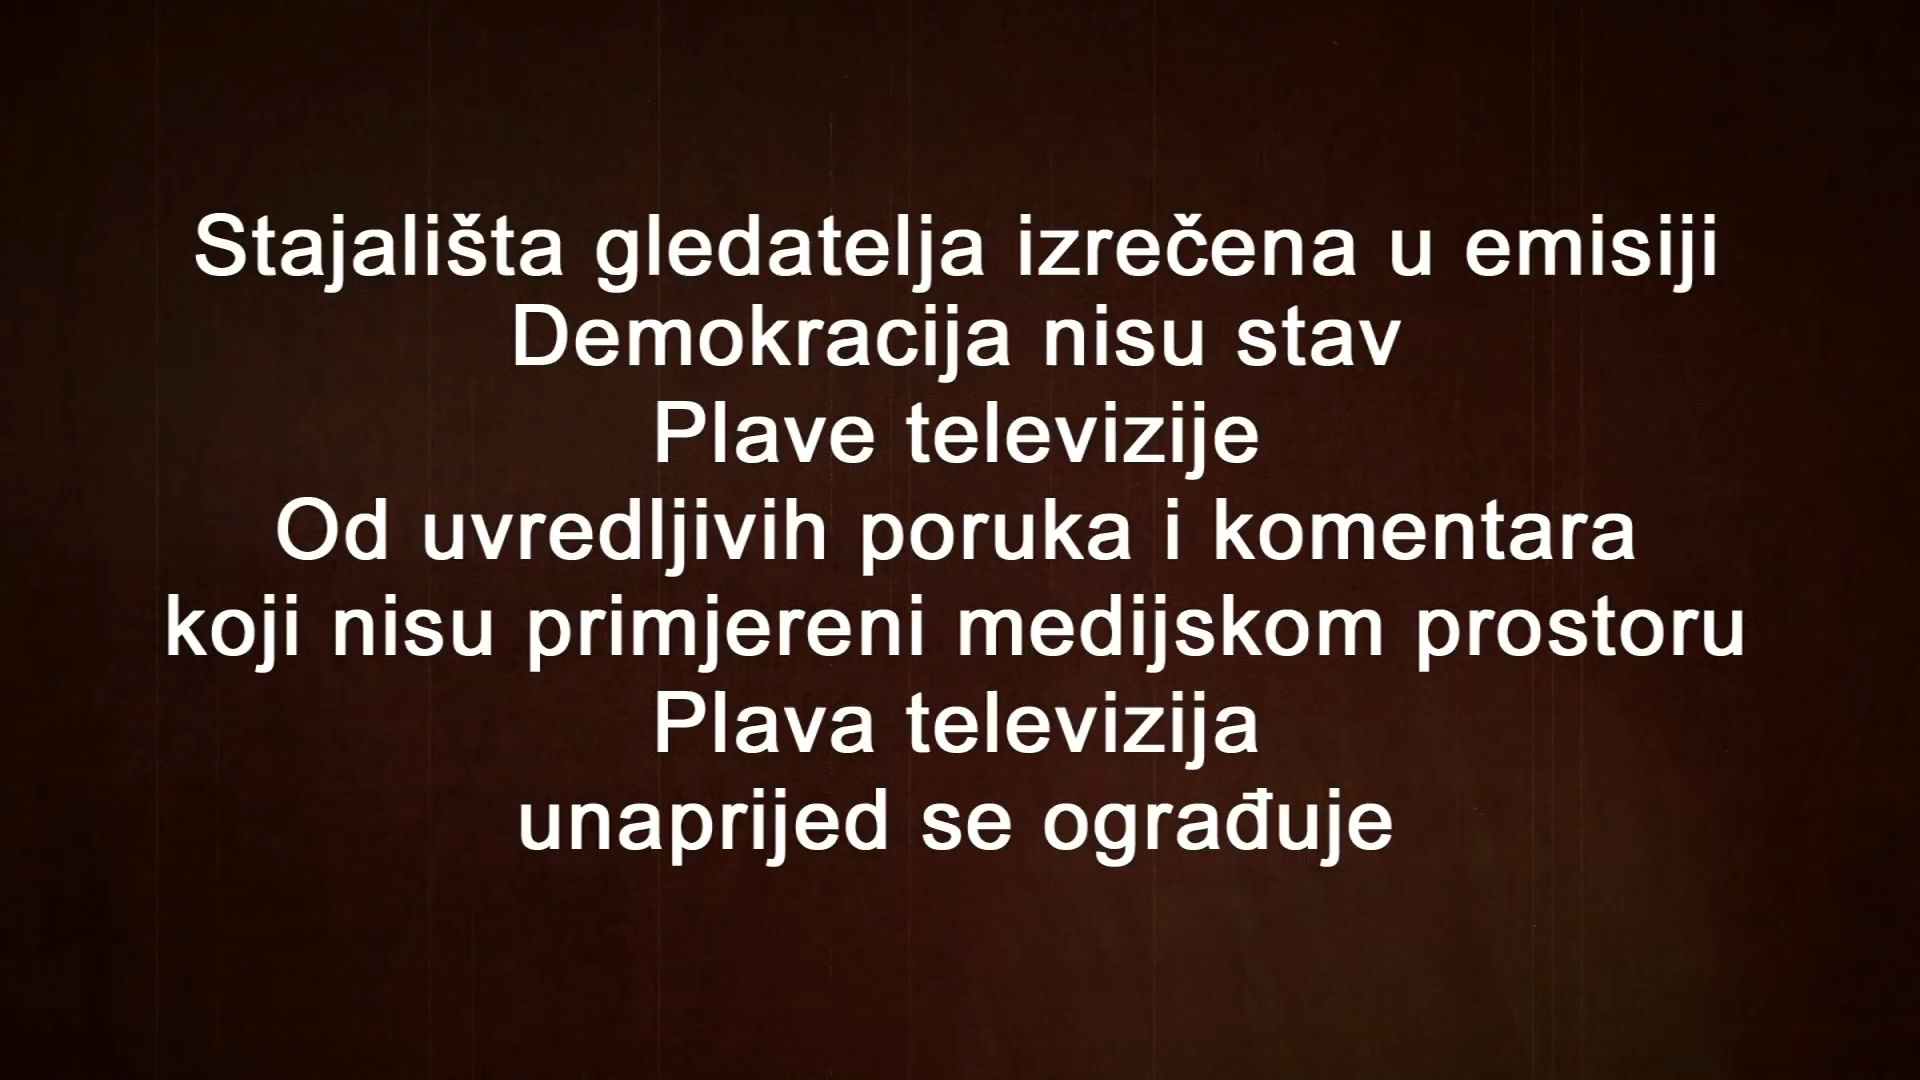 Stajališta gledatelja izrečena u emisiji
Demokracija nisu stav
Plave televizije
Od uvredljivih poruka i komentara
koji nisu primjereni medijskom prostoru
Plava televizija
unaprijed se ograđuje